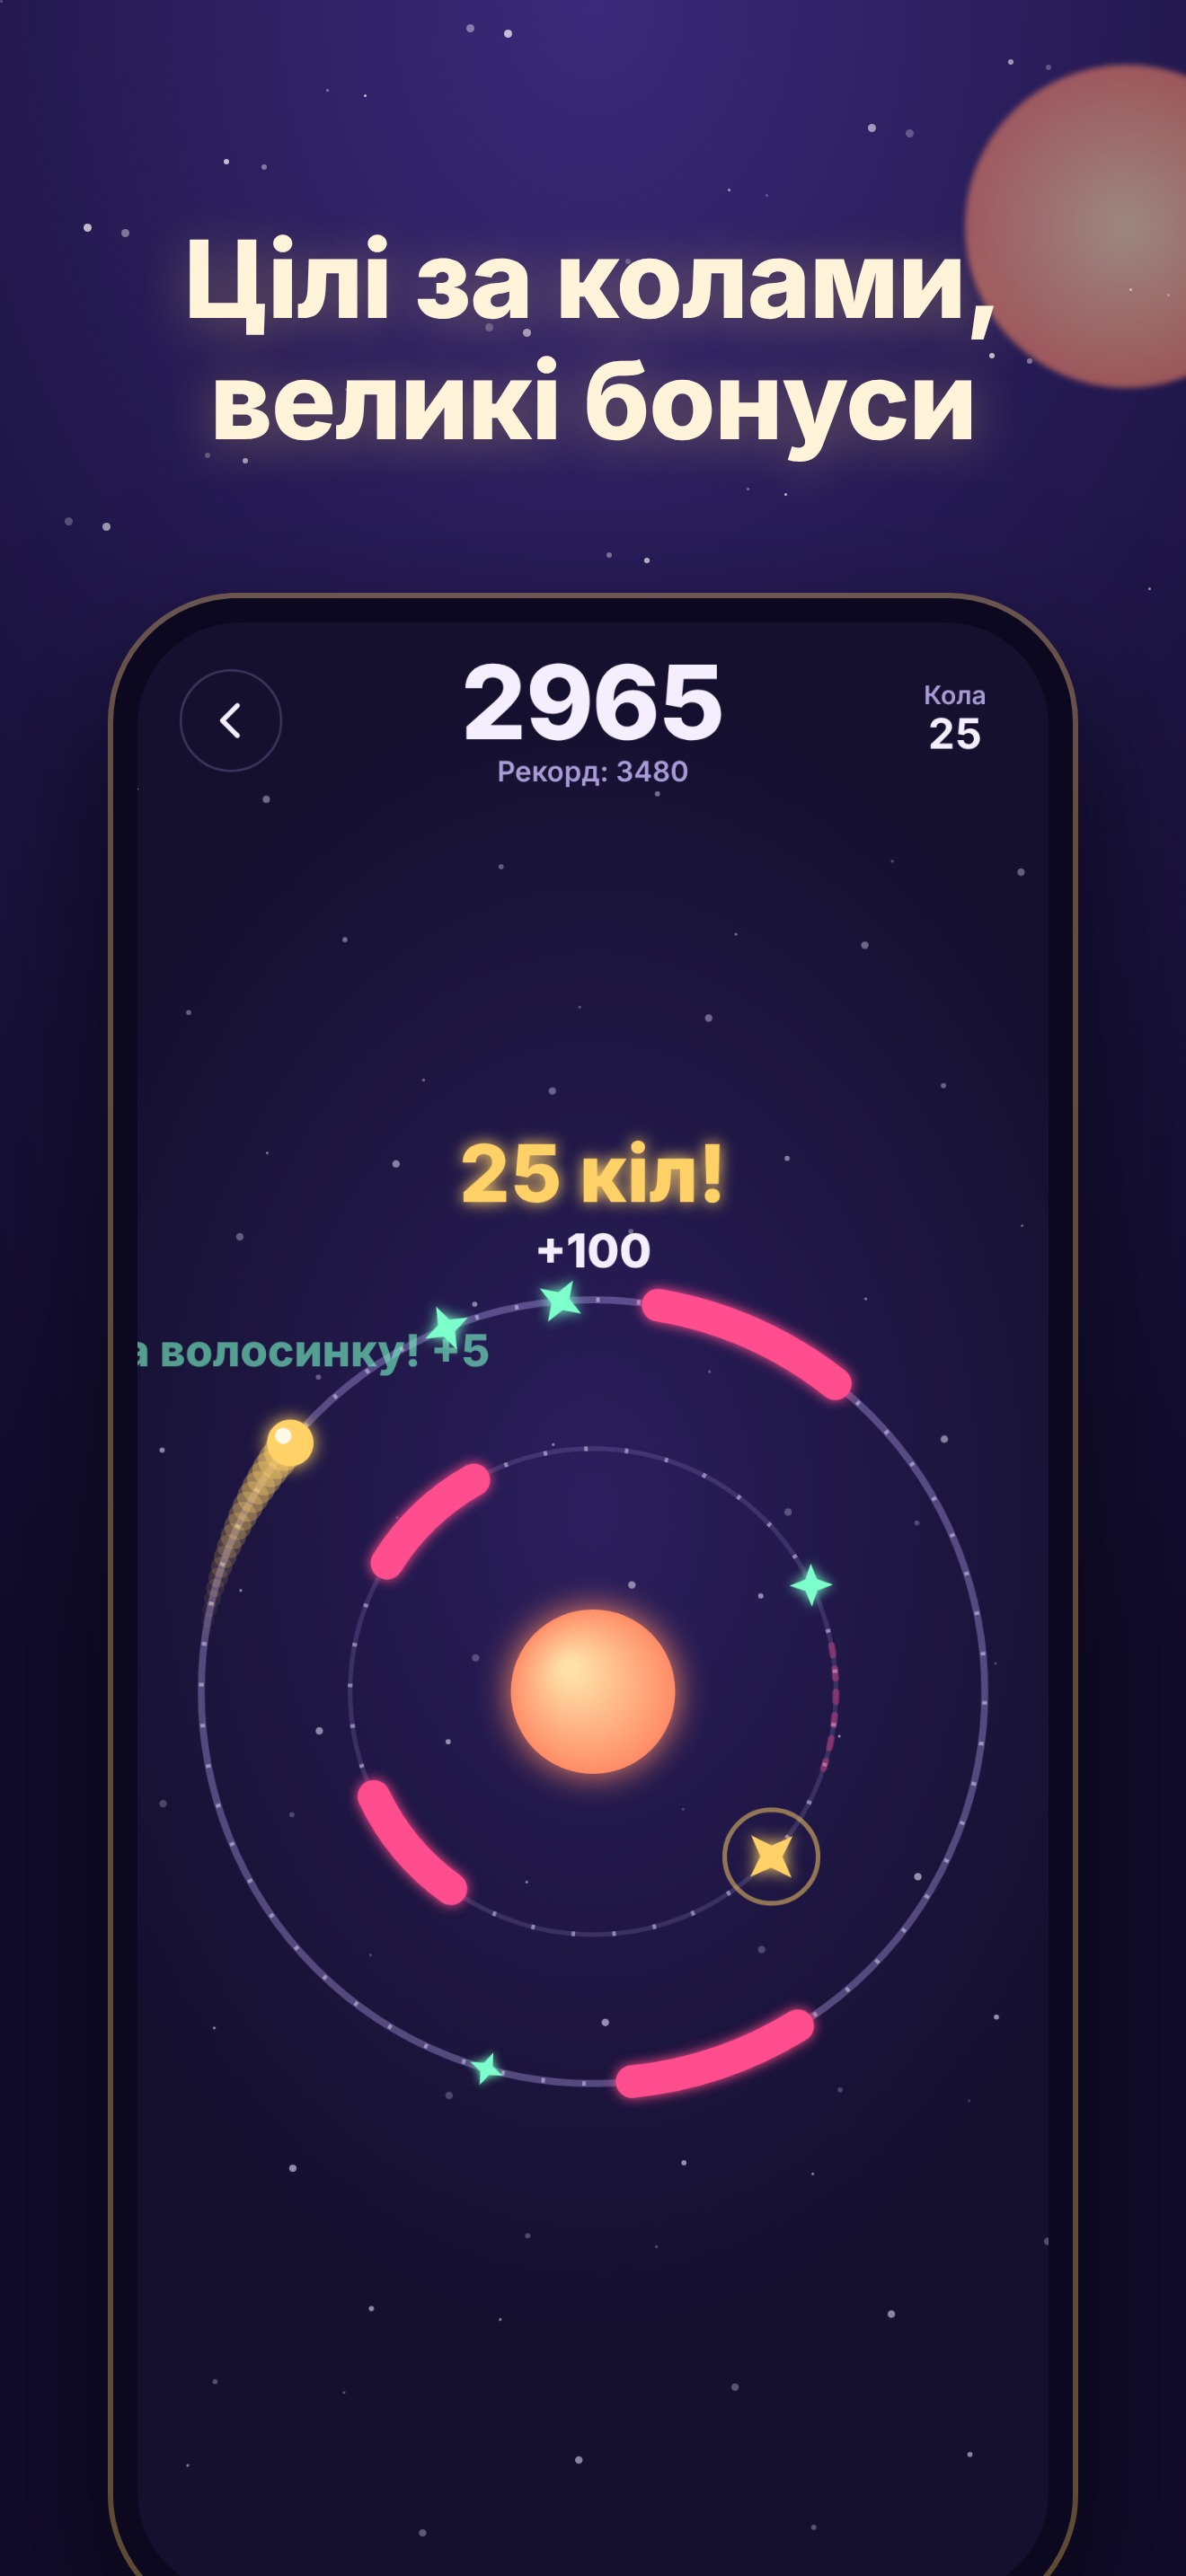 Цілі за колами,
великі бонуси
2965
Рекорд: 3480
Кола
25
25 кіл!
+100
волосинку! +5